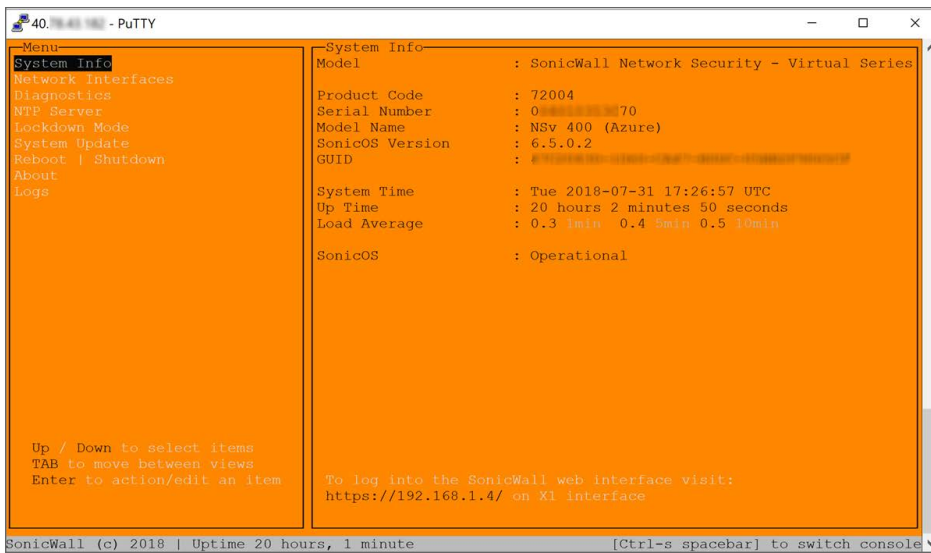 40. - PuTTY
Menu
System Info
Network Interfaces
Diagnostics
NTP Server
Lockdown Mode
System Update
Reboot | Shutdown
About
Logs
Up / Down to select items
TAB to move between views
Enter to action/edit an item
System Info
Model : SonicWall Network Security - Virtual Series
Product Code : 72004
Serial Number : 0 70
Model Name : NSv 400 (Azure)
SonicOS Version : 6.5.0.2
GUID :
System Time : Tue 2018-07-31 17:26:57 UTC
Up Time : 20 hours 2 minutes 50 seconds
Load Average : 0.3 1min 0.4 5min 0.5 10min
SonicOS : Operational
To log into the SonicWall web interface visit:
https://192.168.1.4/ on X1 interface
SonicWall (c) 2018 | Uptime 20 hours, 1 minute [Ctrl-s spacebar] to switch console